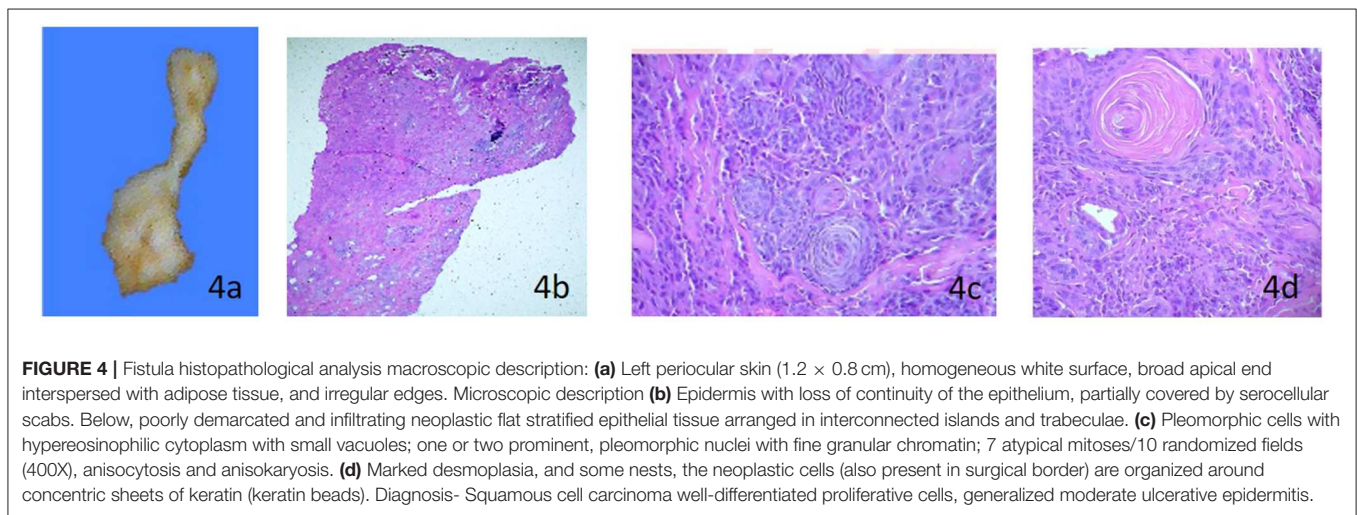 4a
4b
4c
4d
FIGURE 4 | Fistula histopathological analysis macroscopic description: (a) Left periocular skin (1.2 × 0.8 cm), homogeneous white surface, broad apical end
interspersed with adipose tissue, and irregular edges. Microscopic description (b) Epidermis with loss of continuity of the epithelium, partially covered by serocellular
scabs. Below, poorly demarcated and infiltrating neoplastic flat stratified epithelial tissue arranged in interconnected islands and trabeculae. (c) Pleomorphic cells with
hypereosinophilic cytoplasm with small vacuoles; one or two prominent, pleomorphic nuclei with fine granular chromatin; 7 atypical mitoses/10 randomized fields
(400X), anisocytosis and anisokaryosis. (d) Marked desmoplasia, and some nests, the neoplastic cells (also present in surgical border) are organized around
concentric sheets of keratin (keratin beads). Diagnosis- Squamous cell carcinoma well-differentiated proliferative cells, generalized moderate ulcerative epidermitis.